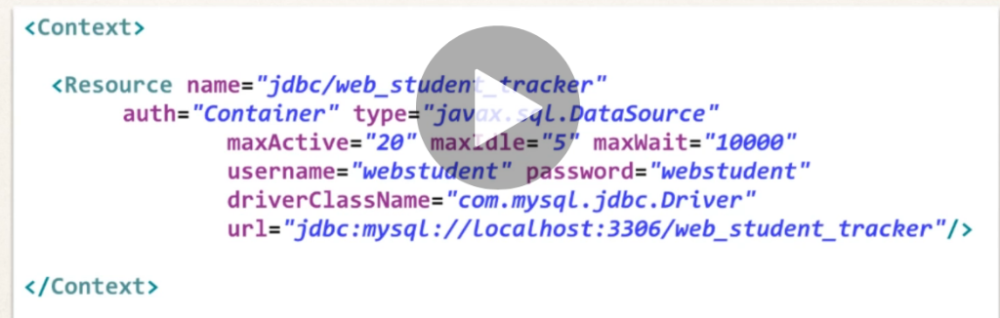 <Context>
<Resource name="jdbc/web_student_tracker"
auth="Container" type="javax.sql.DataSource"
maxActive="20" maxIdle="5" maxWait="10000"
username="webstudent" password="webstudent"
driverClassName="com.mysql.jdbc.Driver"
url="jdbc:mysql://localhost:3306/web_student_tracker"/>
</Context>